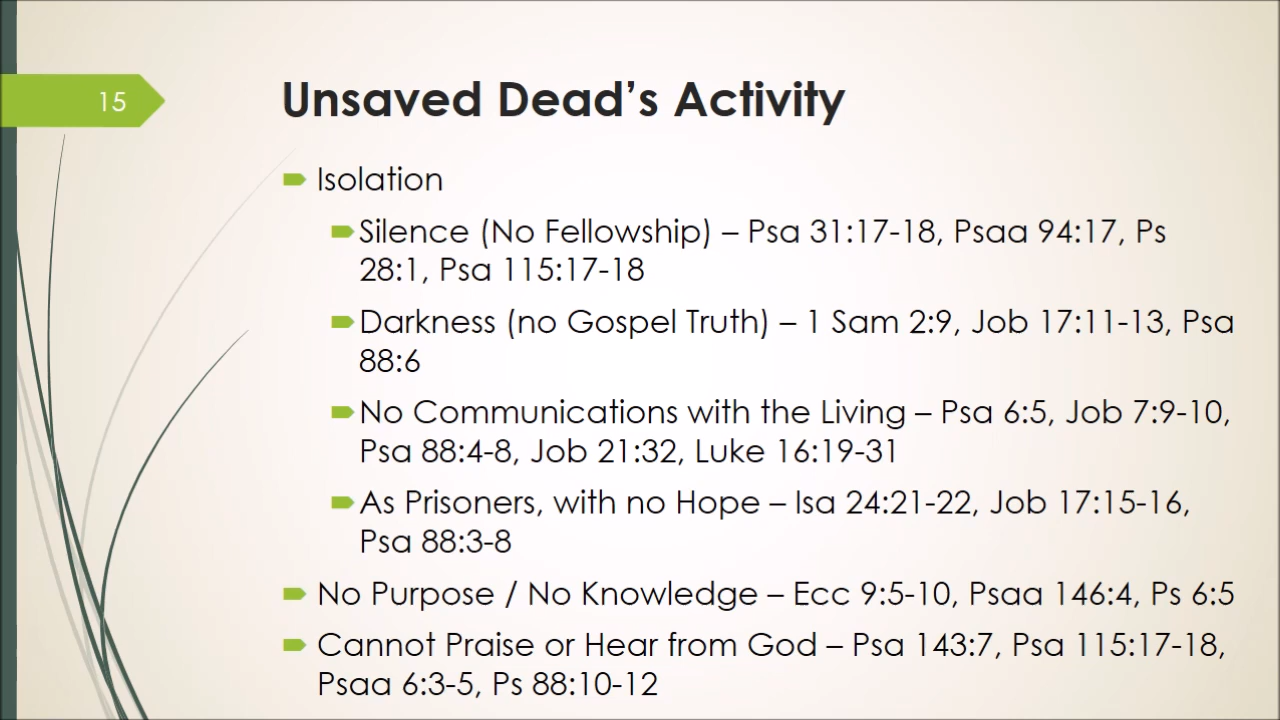 15
Unsaved Dead's Activity
Isolation
Silence (No Fellowship) – Psa 31:17-18, Psaa 94:17, Ps
28:1, Psa 115:17-18
Darkness (no Gospel Truth) – 1 Sam 2:9, Job 17:11-13, Psa
88:6
No Communications with the Living – Psa 6:5, Job 7:9-10,
Psa 88:4-8, Job 21:32, Luke 16:19-31
As Prisoners, with no Hope – Isa 24:21-22, Job 17:15-16,
Psa 88:3-8
No Purpose / No Knowledge – Ecc 9:5-10, Psaa 146:4, Ps 6:5
Cannot Praise or Hear from God – Psa 143:7, Psa 115:17-18,
Psaa 6:3-5, Ps 88:10-12